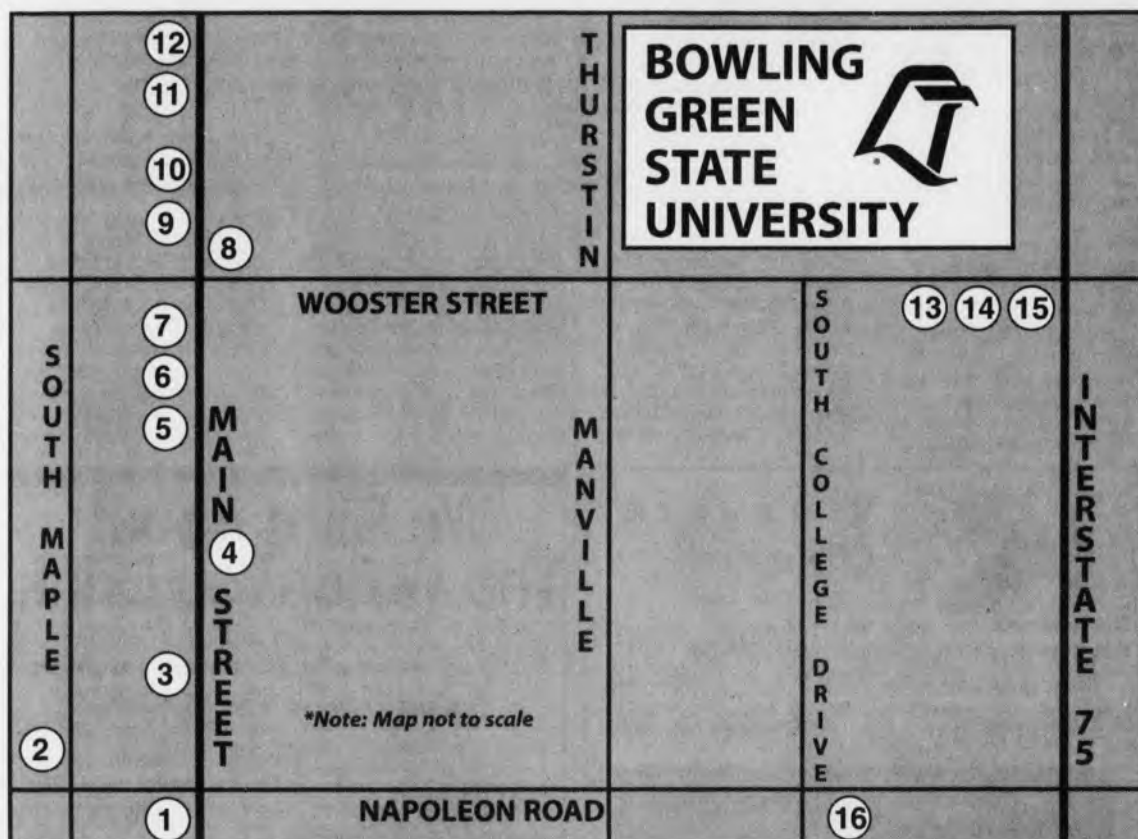 12
11
10
9
8
THURSTIN
BOWLING
GREEN
STATE
UNIVERSITY
WOOSTER STREET
7
6
5
4
3
2
1
SOUTH MAPLE
MAIN STREET
MANVILLE
SOUTH COLLEGE DRIVE
13 14 15
INTERSTATE 75
*Note: Map not to scale
NAPOLEON ROAD
16